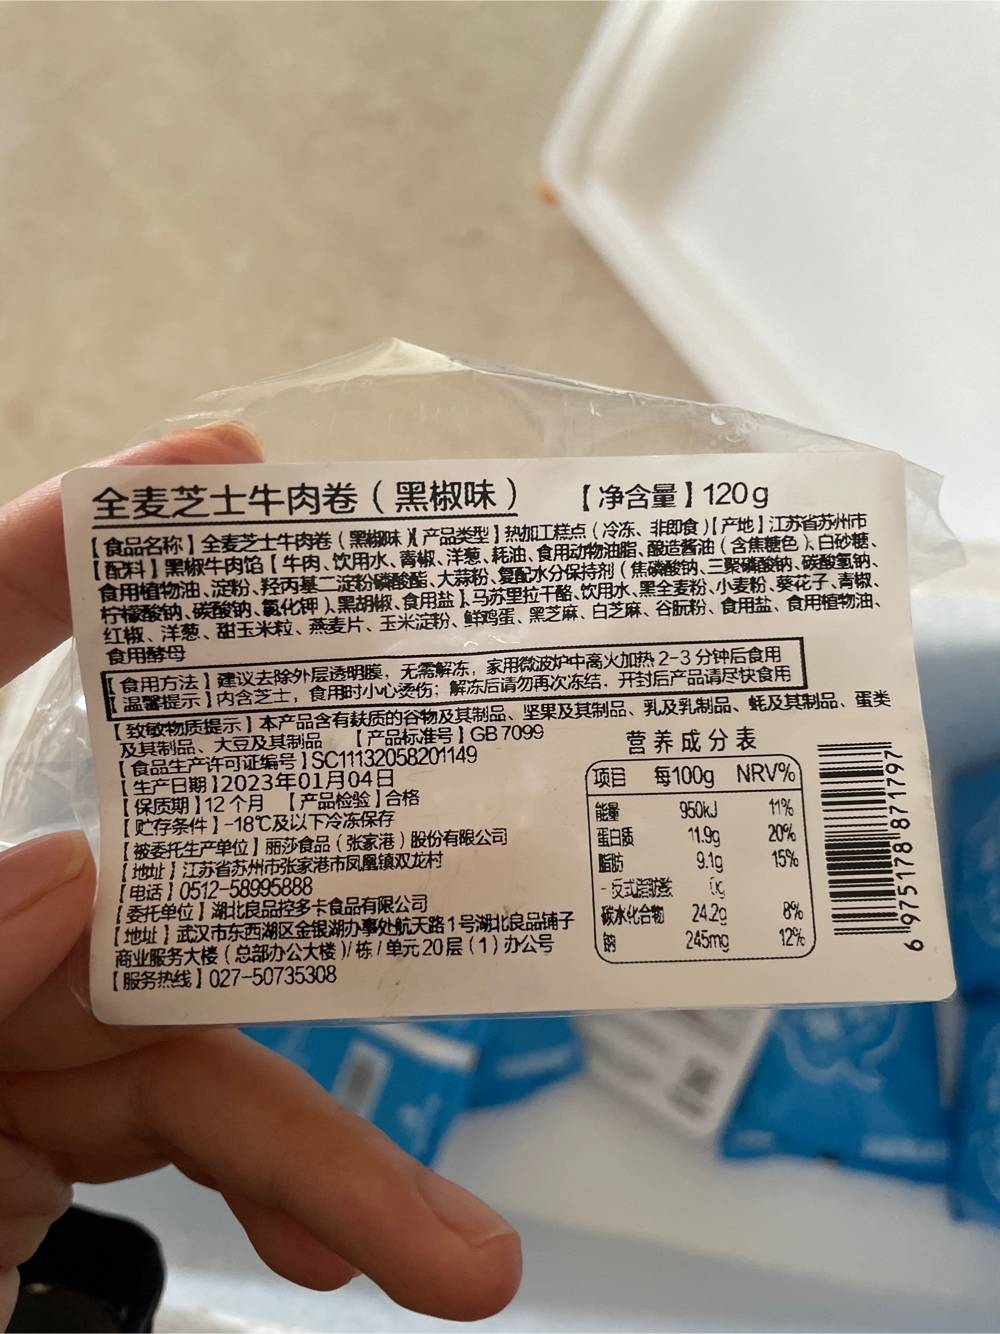 全麦芝士牛肉卷（黑椒味） 【净含量】120g
【食品名称】全麦芝士牛肉卷（黑椒味）【产品类型】热加工糕点（冷冻、非即食）【产地】江苏省苏州市
【配料】黑椒牛肉馅【牛肉、饮用水、青椒、洋葱、耗油、食用动物油脂、酿造酱油（含焦糖色）、白砂糖、
食用植物油、淀粉、羟丙基二淀粉磷酸酯、大蒜粉、复配水分保持剂（焦磷酸钠、三聚磷酸钠、碳酸氢钠、
柠檬酸钠、碳酸钠、氯化钾）、黑胡椒、食用盐】、马苏里拉干酪、饮用水、黑全麦粉、小麦粉、葵花子、青椒、
红椒、洋葱、甜玉米粒、燕麦片、玉米淀粉、鲜鸡蛋、黑芝麻、白芝麻、谷朊粉、食用盐、食用植物油、
食用酵母
【食用方法】建议去除外层透明膜，无需解冻，家用微波炉中高火加热2-3分钟后食用
【温馨提示】内含芝士，食用时小心烫伤；解冻后请勿再次冻结，开封后产品请尽快食用
【致敏物质提示】本产品含有麸质的谷物及其制品、坚果及其制品、乳及乳制品、蚝及其制品、蛋类
及其制品、大豆及其制品 【产品标准号】GB 7099
【食品生产许可证编号】SC11132058201149
【生产日期】2023年01月04日
【保质期】12个月 【产品检验】合格
【贮存条件】-18℃及以下冷冻保存
【被委托生产单位】丽莎食品（张家港）股份有限公司
【地址】江苏省苏州市张家港市凤凰镇双龙村
【电话】0512-58995888
【委托单位】湖北良品控多卡食品有限公司
【地址】武汉市东西湖区金银湖办事处航天路1号湖北良品铺子
商业服务大楼（总部办公大楼）/栋/单元20层（1）办公号
【服务热线】027-50735308
营养成分表
项目 每100g NRV%
能量 950kJ 11%
蛋白质 11.9g 20%
脂肪 9.1g 15%
-反式脂肪酸 0g
碳水化合物 24.2g 8%
钠 245mg 12%
6 975178 871797